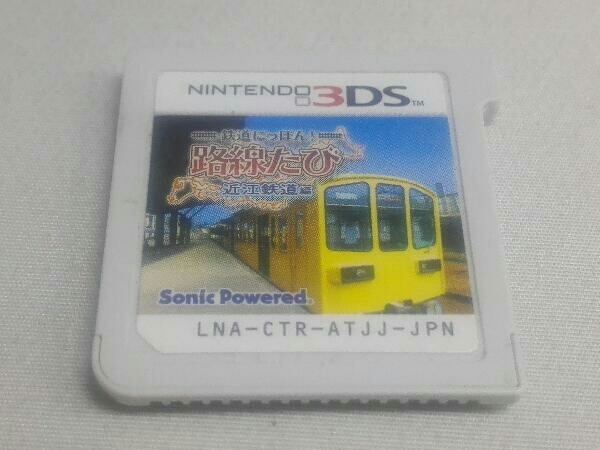 NINTENDO 3DS™
鉄道にっぽん!
路線たび
近江鉄道編
Sonic Powered®
LNA-CTR-ATJJ-JPN